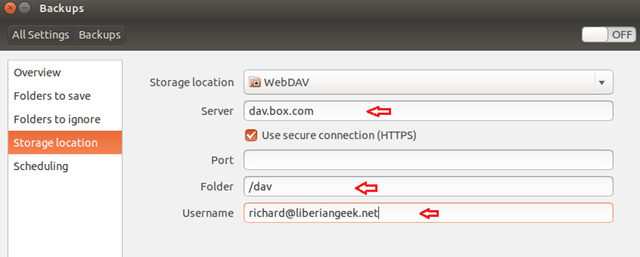 Backups
All Settings Backups OFF
Overview
Folders to save
Folders to ignore
Storage location
Scheduling
Storage location WebDAV
Server dav.box.com
Use secure connection (HTTPS)
Port
Folder /dav
Username richard@liberiangeek.net